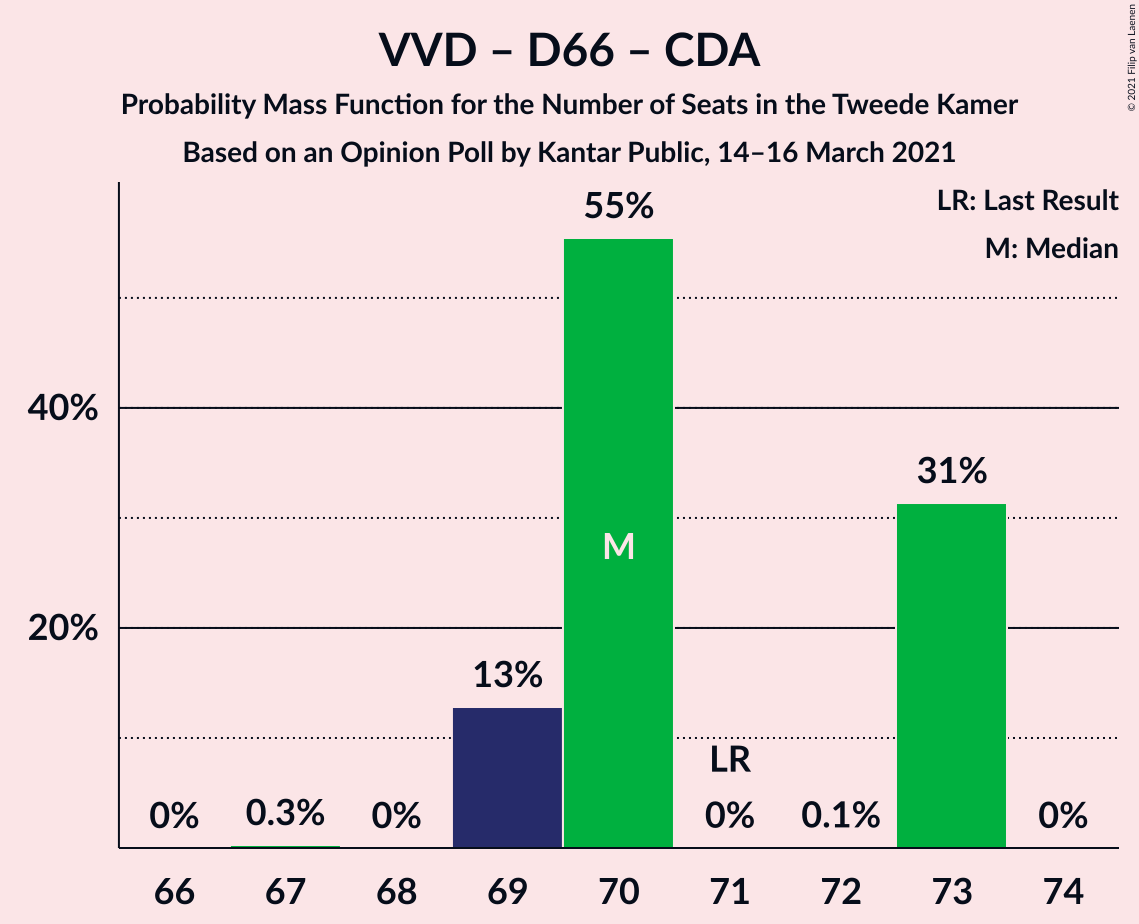 VVD – D66 – CDA
Probability Mass Function for the Number of Seats in the Tweede Kamer
Based on an Opinion Poll by Kantar Public, 14–16 March 2021
© 2021 Filip van Laenen
LR: Last Result
M: Median
55%
40%
31%
M
20%
13%
LR
0% 0.3% 0% 0% 0.1% 0%
66 67 68 69 70 71 72 73 74